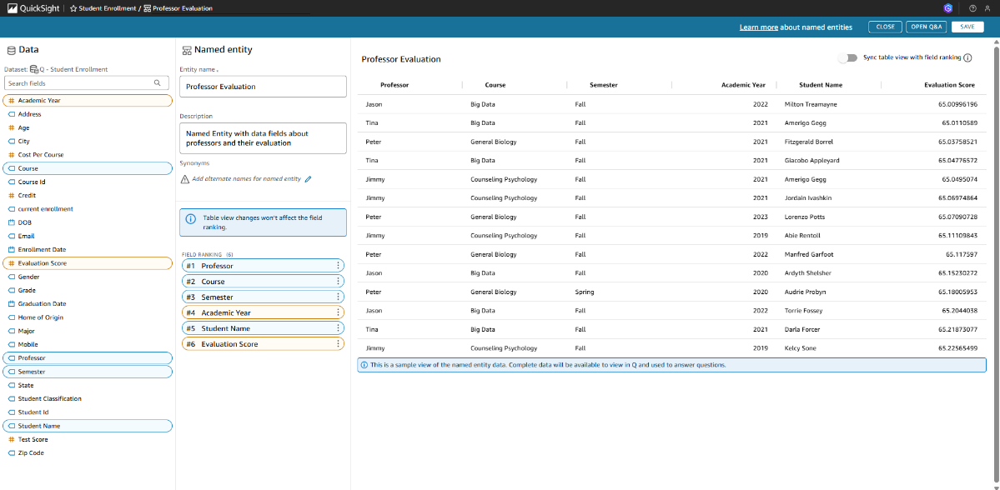 QuickSight
Student Enrollment / Professor Evaluation
Learn more about named entities
CLOSE
OPEN Q&A
SAVE
Data
Dataset: Q - Student Enrollment
Search fields
# Academic Year
Address
# Age
City
# Cost Per Course
Course
Course Id
# Credit
current enrollment
DOB
Email
Enrollment Date
# Evaluation Score
Gender
Grade
Graduation Date
Home of Origin
Major
Mobile
Professor
Semester
State
Student Classification
Student Id
Student Name
# Test Score
Zip Code
Named entity
Entity name
Professor Evaluation
Description
Named Entity with data fields about
professors and their evaluation
Synonyms
Add alternate names for named entity
Table view changes won't affect the field
ranking.
FIELD RANKING (6)
#1 Professor
#2 Course
#3 Semester
#4 Academic Year
#5 Student Name
#6 Evaluation Score
Professor Evaluation
Sync table view with field ranking
Professor Course Semester Academic Year Student Name Evaluation Score
Jason Big Data Fall 2022 Milton Treamayne 65.00996196
Tina Big Data Fall 2021 Amerigo Gegg 65.0110589
Peter General Biology Fall 2021 Fitzgerald Borrel 65.03758521
Tina Big Data Fall 2021 Giacobo Appleyard 65.04776572
Jimmy Counseling Psychology Fall 2021 Amerigo Gegg 65.0495074
Jimmy Counseling Psychology Fall 2021 Jordain Ivashkin 65.06974864
Peter General Biology Fall 2023 Lorenzo Potts 65.07090728
Jimmy Counseling Psychology Fall 2019 Abie Rentoll 65.11109843
Peter General Biology Fall 2022 Manfred Garfoot 65.117597
Jason Big Data Fall 2020 Ardyth Shelsher 65.15230272
Peter General Biology Spring 2020 Audrie Probyn 65.18005953
Jason Big Data Fall 2022 Torrie Fossey 65.2044038
Tina Big Data Fall 2021 Darla Forcer 65.21873077
Jimmy Counseling Psychology Fall 2019 Kelcy Sone 65.22565499
This is a sample view of the named entity data. Complete data will be available to view in Q and used to answer questions.